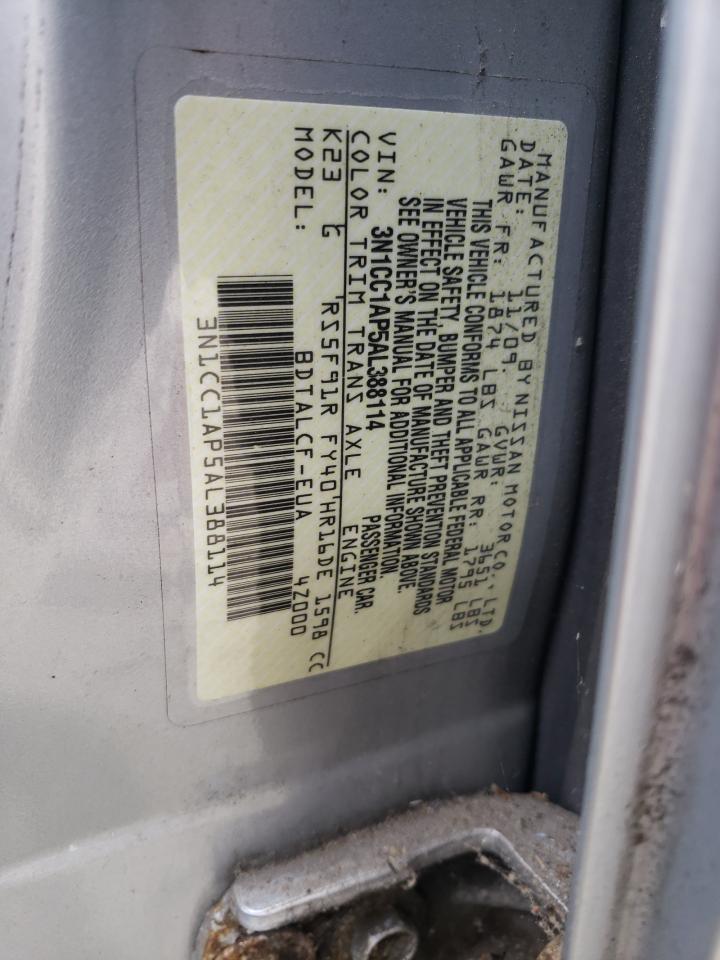 MANUFACTURED BY NISSAN MOTOR CO., LTD.
DATE: 11/09 GVWR: 3651 LBS
GAWR FR: 1874 LBS GAWR RR: 1795 LBS
THIS VEHICLE CONFORMS TO ALL APPLICABLE FEDERAL MOTOR
VEHICLE SAFETY, BUMPER AND THEFT PREVENTION STANDARDS
IN EFFECT ON THE DATE OF MANUFACTURE SHOWN ABOVE.
SEE OWNER'S MANUAL FOR ADDITIONAL INFORMATION.
VIN: 3N1CC1AP5AL388114 PASSENGER CAR.
COLOR TRIM TRANS AXLE ENGINE
K23 G RS5F91R FY40 HR16DE 1598 CC
MODEL: BDTALCF-EUA 4Z000
3N1CC1AP5AL388114